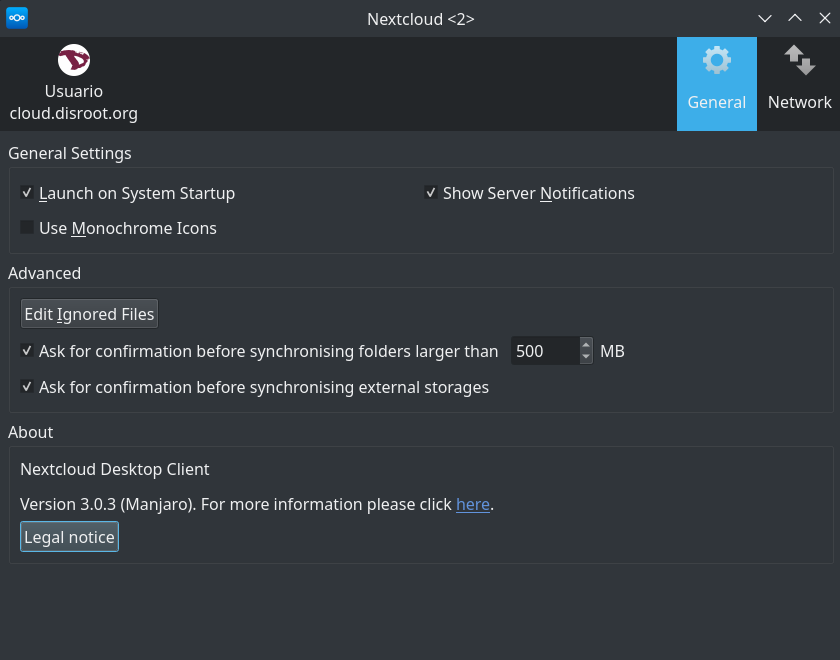 Nextcloud <2>
Usuario
cloud.disroot.org
General
Network
General Settings
Launch on System Startup
Show Server Notifications
Use Monochrome Icons
Advanced
Edit Ignored Files
Ask for confirmation before synchronising folders larger than 500 MB
Ask for confirmation before synchronising external storages
About
Nextcloud Desktop Client
Version 3.0.3 (Manjaro). For more information please click here.
Legal notice